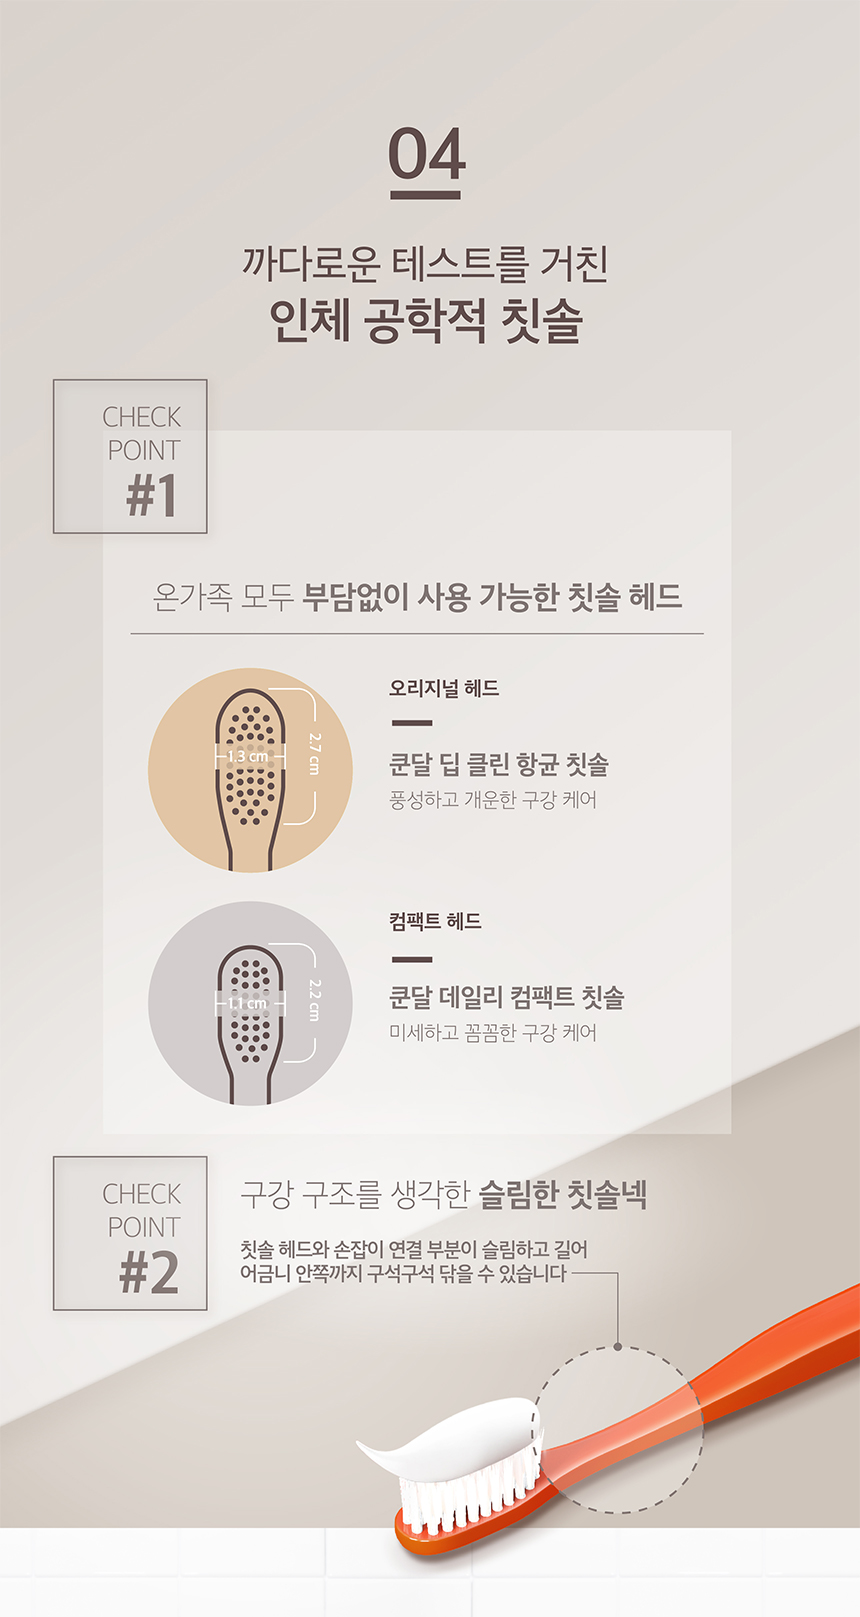 04
까다로운 테스트를 거친
인체 공학적 칫솔
CHECK
POINT
#1
온가족 모두 부담없이 사용 가능한 칫솔 헤드
1.3 cm
2.7 cm
오리지널 헤드
쿤달 딥 클린 항균 칫솔
풍성하고 개운한 구강 케어
1.1 cm
2.2 cm
컴팩트 헤드
쿤달 데일리 컴팩트 칫솔
미세하고 꼼꼼한 구강 케어
CHECK
POINT
#2
구강 구조를 생각한 슬림한 칫솔넥
칫솔 헤드와 손잡이 연결 부분이 슬림하고 길어
어금니 안쪽까지 구석구석 닦을 수 있습니다